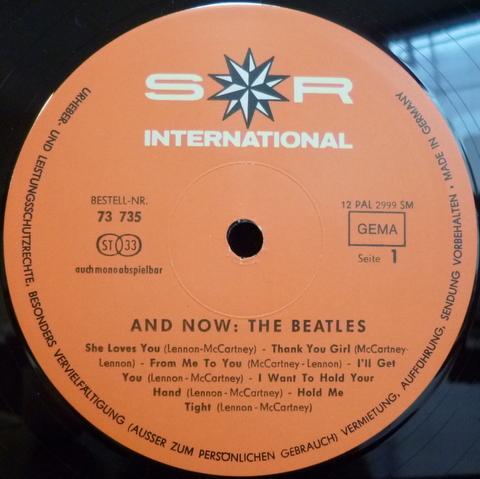 S R
INTERNATIONAL
BESTELL-NR.
73 735
ST 33
auch mono abspielbar
12 PAL 2999 SM
GEMA
Seite 1
AND NOW: THE BEATLES
She Loves You (Lennon-McCartney) - Thank You Girl (McCartney-
Lennon) - From Me To You (McCartney-Lennon) - I'll Get
You (Lennon-McCartney) - I Want To Hold Your
Hand (Lennon-McCartney) - Hold Me
Tight (Lennon-McCartney)
URHEBER- UND LEISTUNGSSCHUTZRECHTE, BESONDERS VERVIELFÄLTIGUNG (AUSSER ZUM PERSÖNLICHEN GEBRAUCH) VERMIETUNG, AUFFÜHRUNG, SENDUNG VORBEHALTEN • MADE IN GERMANY